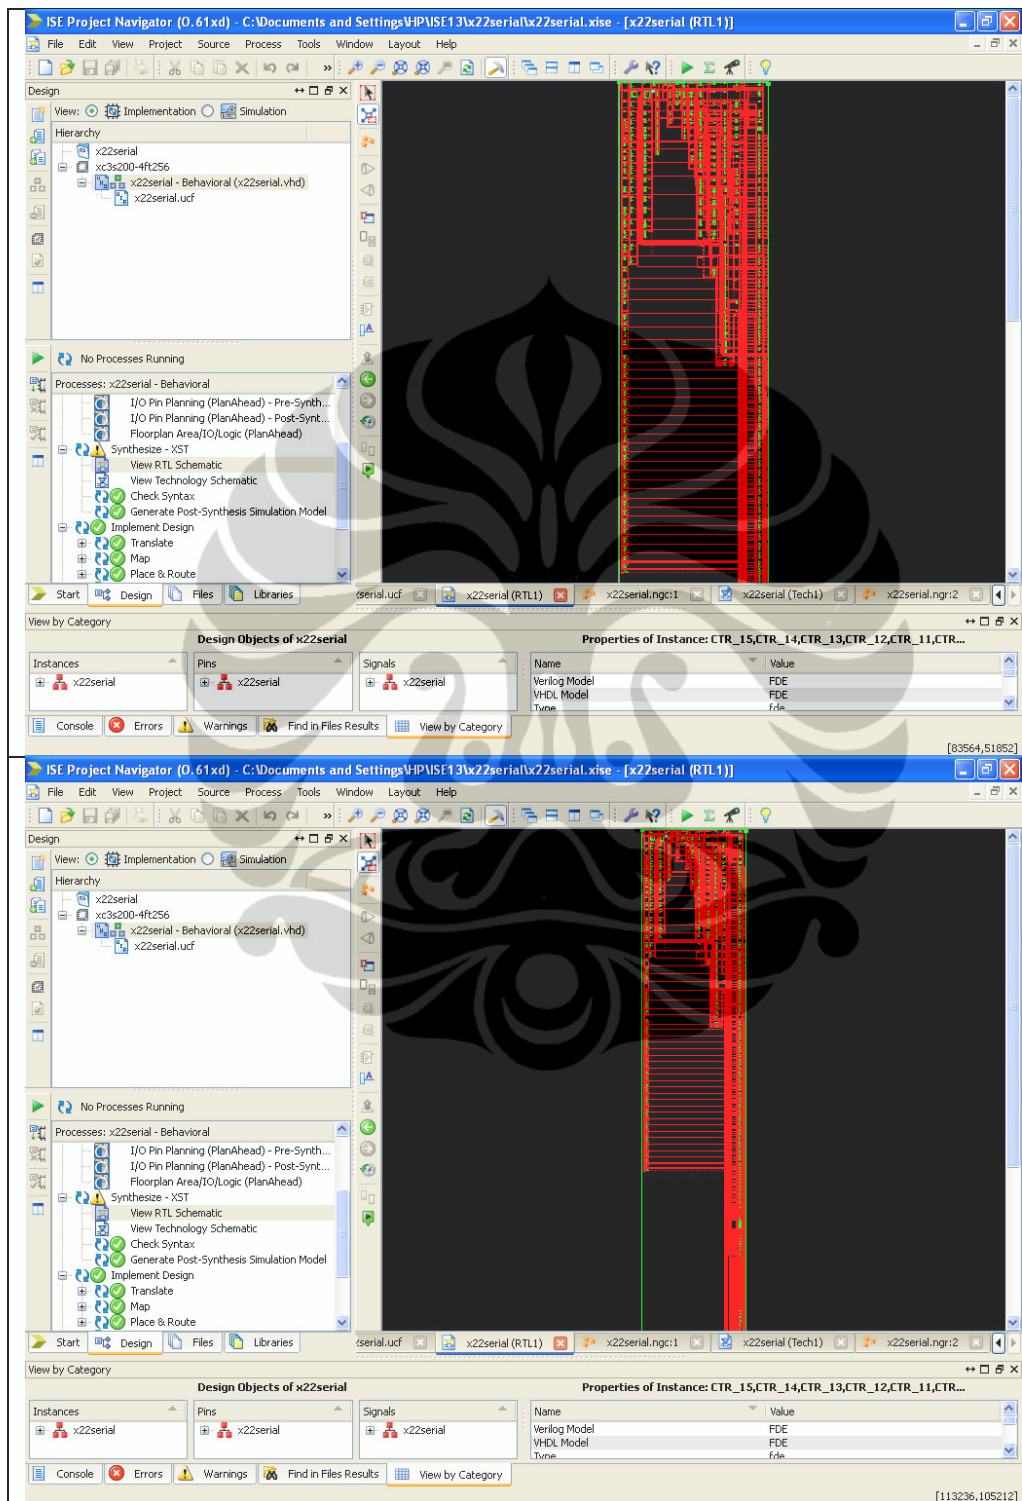 ISE Project Navigator (O.61xd) - C:\Documents and Settings\HP\ISE13\x22serial\x22serial.xise - [x22serial (RTL1)]
File Edit View Project Source Process Tools Window Layout Help
Design
View: Implementation Simulation
Hierarchy
x22serial
xc3s200-4ft256
x22serial - Behavioral (x22serial.vhd)
x22serial.ucf
No Processes Running
Processes: x22serial - Behavioral
I/O Pin Planning (PlanAhead) - Pre-Synth...
I/O Pin Planning (PlanAhead) - Post-Synt...
Floorplan Area/IO/Logic (PlanAhead)
Synthesize - XST
View RTL Schematic
View Technology Schematic
Check Syntax
Generate Post-Synthesis Simulation Model
Implement Design
Translate
Map
Place & Route
Start Design Files Libraries serial.ucf x22serial (RTL1) x22serial.ngc:1 x22serial (Tech1) x22serial.ngr:2
View by Category
Design Objects of x22serial Properties of Instance: CTR_15,CTR_14,CTR_13,CTR_12,CTR_11,CTR...
Instances Pins Signals Name Value
x22serial x22serial x22serial Verilog Model FDE
VHDL Model FDE
Type fde
Console Errors Warnings Find in Files Results View by Category
[83564,51852]
ISE Project Navigator (O.61xd) - C:\Documents and Settings\HP\ISE13\x22serial\x22serial.xise - [x22serial (RTL1)]
File Edit View Project Source Process Tools Window Layout Help
Design
View: Implementation Simulation
Hierarchy
x22serial
xc3s200-4ft256
x22serial - Behavioral (x22serial.vhd)
x22serial.ucf
No Processes Running
Processes: x22serial - Behavioral
I/O Pin Planning (PlanAhead) - Pre-Synth...
I/O Pin Planning (PlanAhead) - Post-Synt...
Floorplan Area/IO/Logic (PlanAhead)
Synthesize - XST
View RTL Schematic
View Technology Schematic
Check Syntax
Generate Post-Synthesis Simulation Model
Implement Design
Translate
Map
Place & Route
Start Design Files Libraries serial.ucf x22serial (RTL1) x22serial.ngc:1 x22serial (Tech1) x22serial.ngr:2
View by Category
Design Objects of x22serial Properties of Instance: CTR_15,CTR_14,CTR_13,CTR_12,CTR_11,CTR...
Instances Pins Signals Name Value
x22serial x22serial x22serial Verilog Model FDE
VHDL Model FDE
Type fde
Console Errors Warnings Find in Files Results View by Category
[113236,105212]